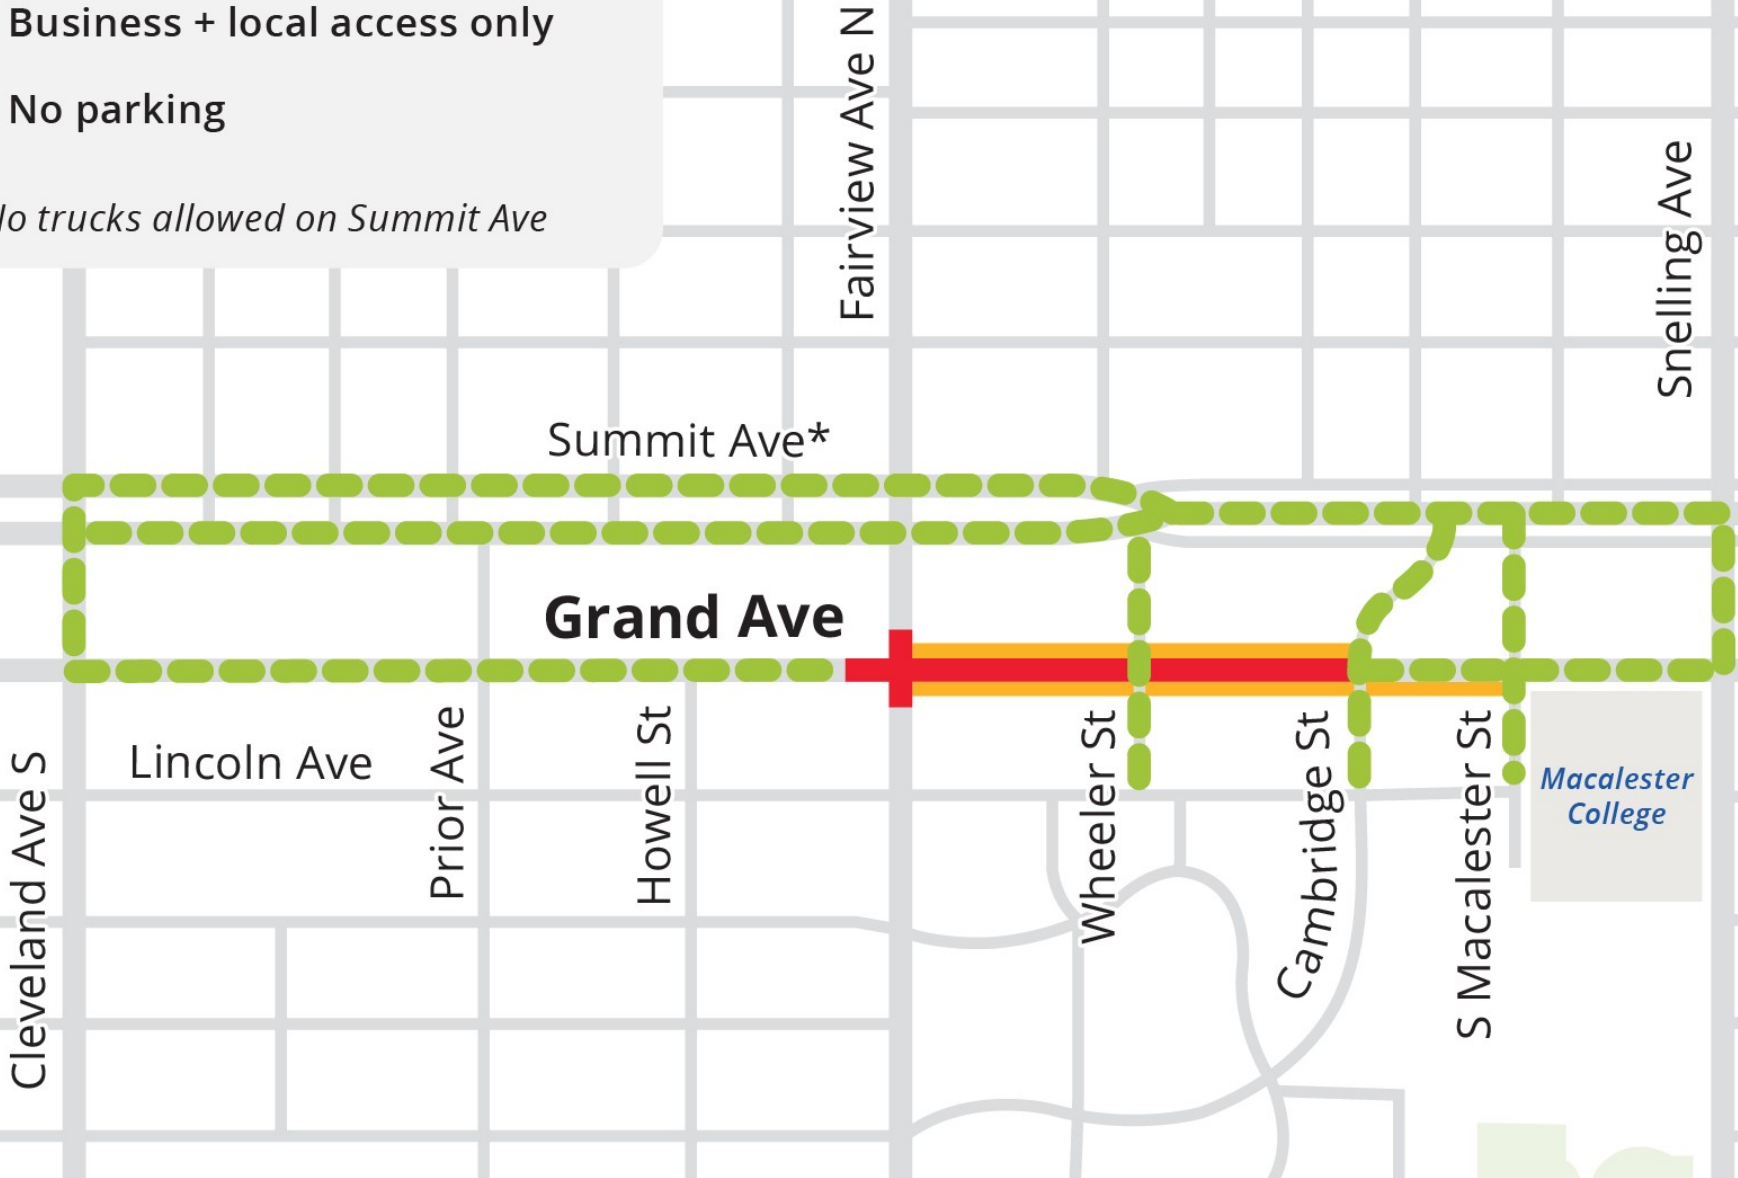 Business + local access only
No parking
trucks allowed on Summit Ave
Fairview Ave N
Snelling Ave
Summit Ave*
Grand Ave
Lincoln Ave
Cleveland Ave S
Prior Ave
Howell St
Wheeler St
Cambridge St
S Macalester St
Macalester
College